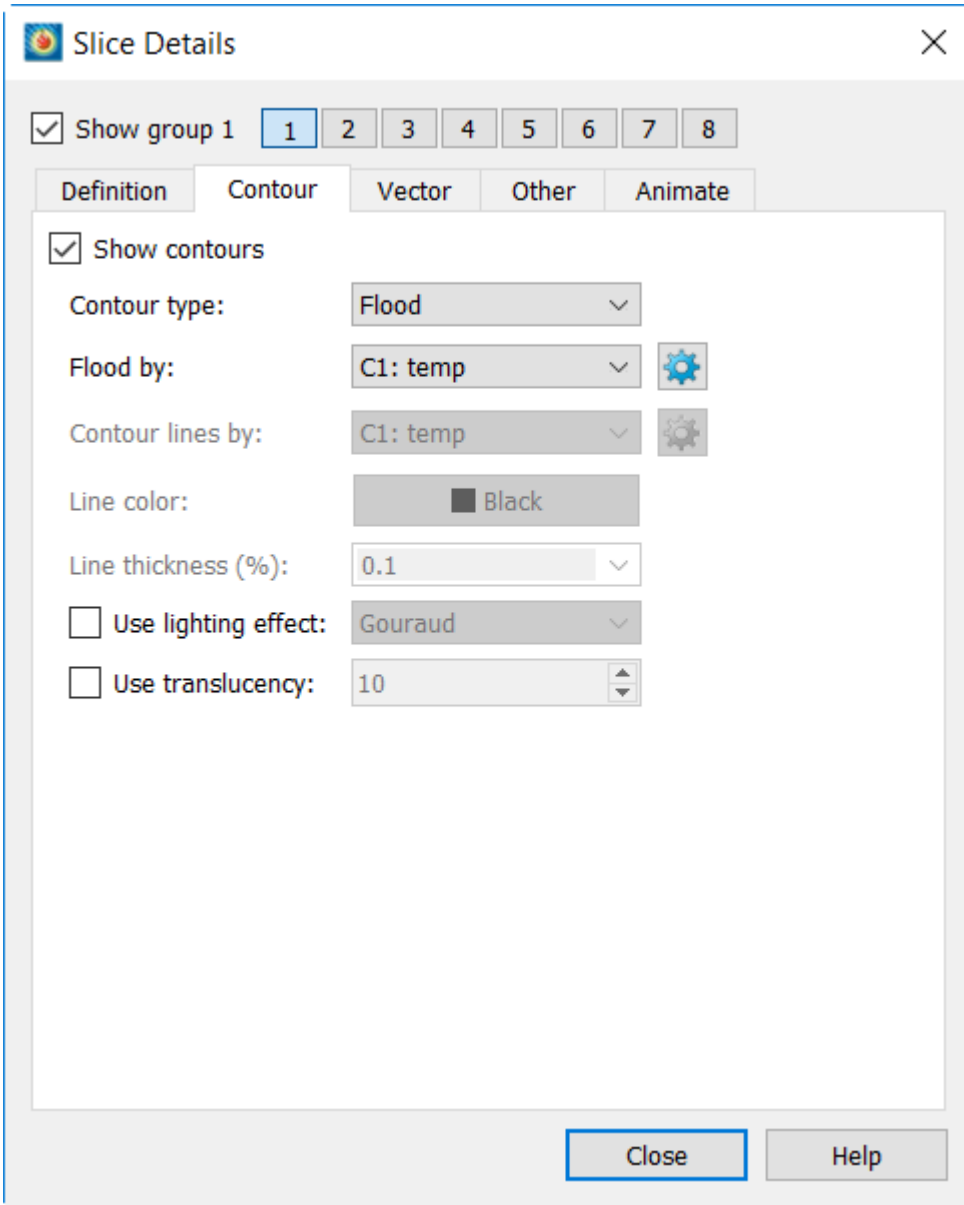 Slice Details
Show group 1 1 2 3 4 5 6 7 8
Definition Contour Vector Other Animate
Show contours
Contour type: Flood
Flood by: C1: temp
Contour lines by: C1: temp
Line color: Black
Line thickness (%): 0.1
Use lighting effect: Gouraud
Use translucency: 10
Close Help